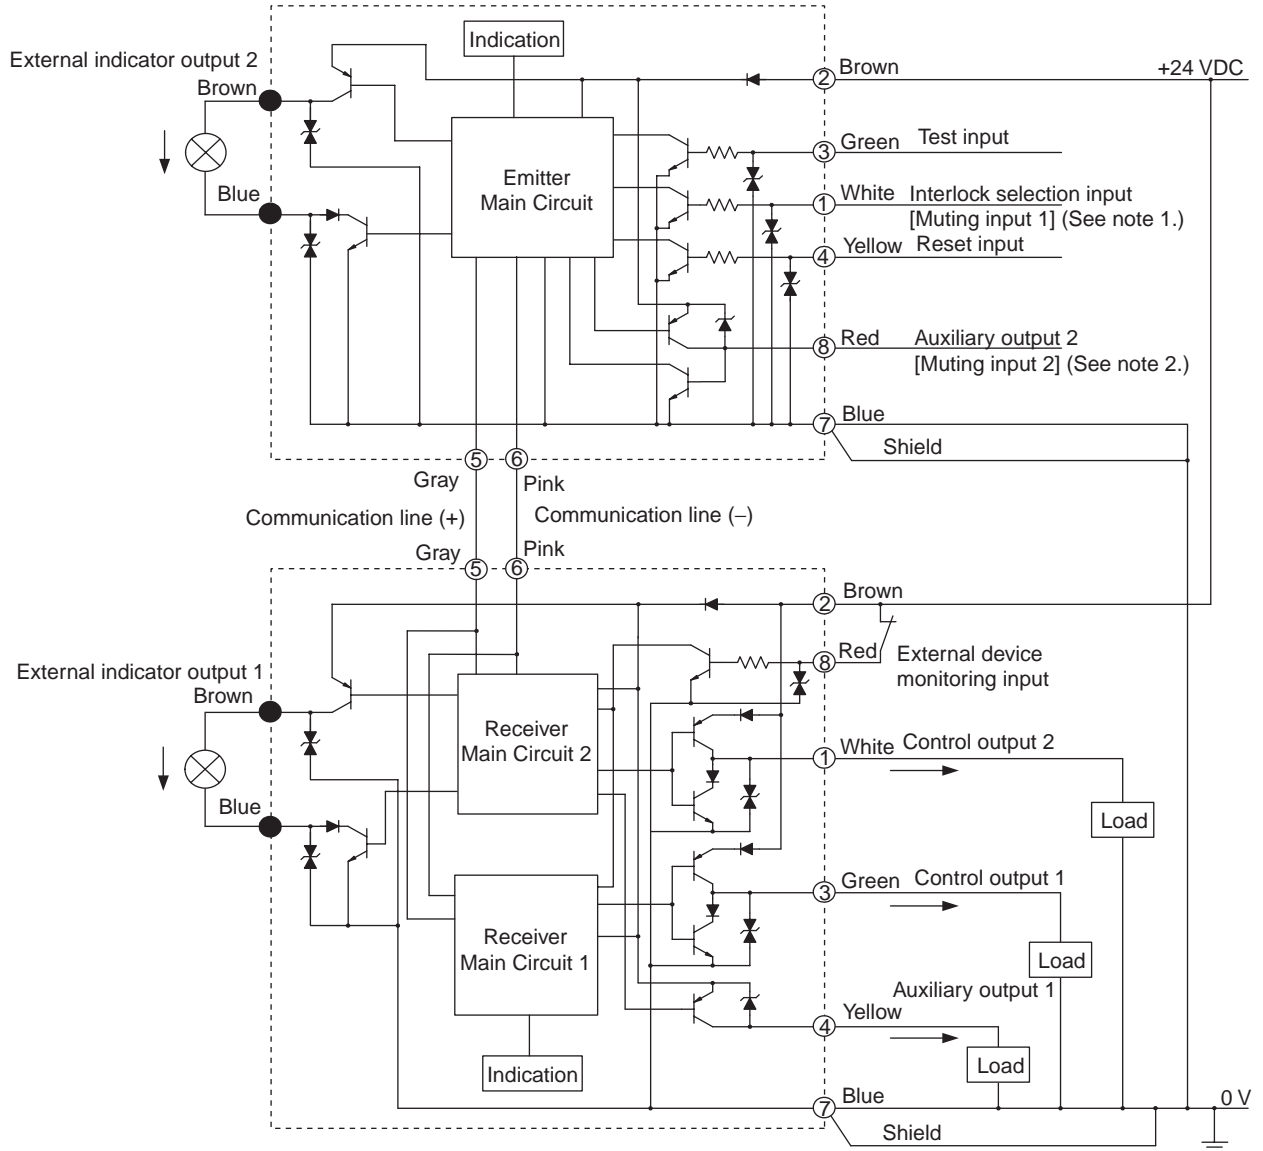 Indication
External indicator output 2
Brown
Blue
Emitter
Main Circuit
2 Brown +24 VDC
3 Green Test input
1 White Interlock selection input
[Muting input 1] (See note 1.)
4 Yellow Reset input
8 Red Auxiliary output 2
[Muting input 2] (See note 2.)
7 Blue
Shield
5 6
Gray Pink
Communication line (+) Communication line (–)
Gray Pink
5 6
2 Brown
8 Red External device
monitoring input
External indicator output 1
Brown
Blue
Receiver
Main Circuit 2
1 White Control output 2
Load
3 Green Control output 1
Load
Receiver
Main Circuit 1
Auxiliary output 1
4 Yellow
Load
Indication
7 Blue 0 V
Shield